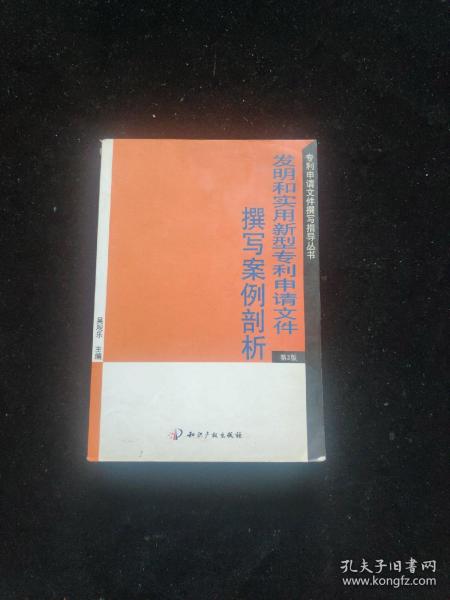 专利申请文件撰写指导丛书
发明和实用新型专利申请文件
撰写案例剖析
第2版
吴观乐 主编
知识产权出版社
孔夫子旧书网
www.kongfz.com